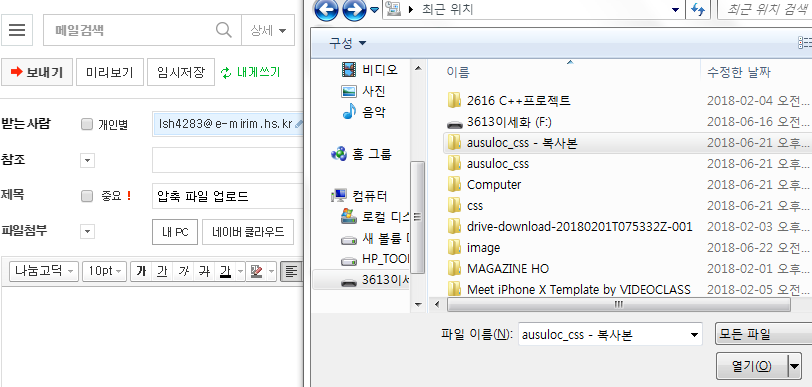 메일검색
상세
보내기
미리보기
임시저장
내게쓰기
받는사람
개인별
lsh4283@e-mirim.hs.kr
참조
제목
중요 !
압축 파일 업로드
파일첨부
내 PC
네이버 클라우드
나눔고딕
10pt
가 가 가 가 가
최근 위치
최근 위치 검색
구성
비디오
사진
음악
홈 그룹
컴퓨터
로컬 디스
새 볼륨
HP_TOO
3613이세
이름
수정한 날짜
2616 C++프로젝트
2018-02-04 오전...
3613이세화 (F:)
2018-06-16 오전...
ausuloc_css - 복사본
2018-06-21 오후...
ausuloc_css
2018-06-21 오후...
Computer
2018-06-21 오전...
css
2018-06-21 오후...
drive-download-20180201T075332Z-001
2018-02-03 오후...
image
2018-06-22 오전...
MAGAZINE HO
2018-02-01 오후...
Meet iPhone X Template by VIDEOCLASS
2018-02-05 오전...
파일 이름(N):
ausuloc_css - 복사본
모든 파일
열기(O)